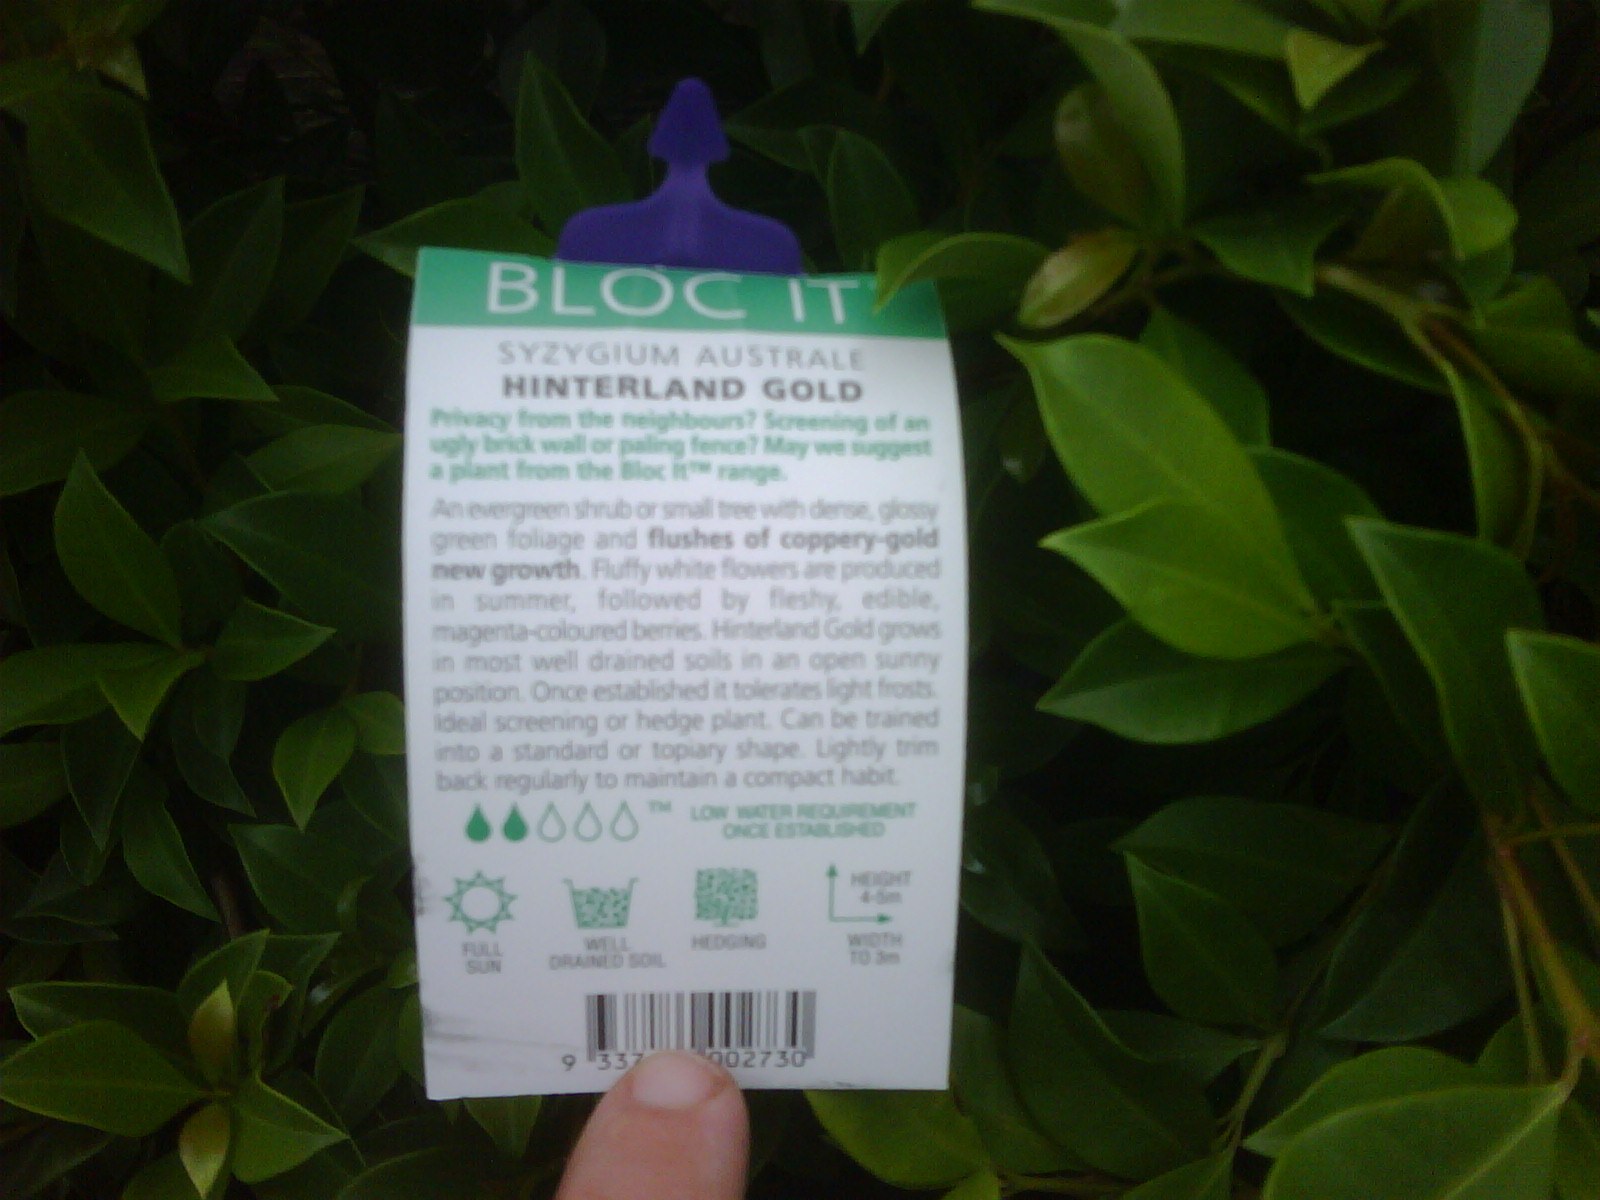 BLOC IT™
SYZYGIUM AUSTRALE
HINTERLAND GOLD
Privacy from the neighbours? Screening of an
ugly brick wall or paling fence? May we suggest
a plant from the Bloc It™ range.
An evergreen shrub or small tree with dense, glossy
green foliage and flushes of coppery-gold
new growth. Fluffy white flowers are produced
in summer, followed by fleshy, edible,
magenta-coloured berries. Hinterland Gold grows
in most well drained soils in an open sunny
position. Once established it tolerates light frosts.
Ideal screening or hedge plant. Can be trained
into a standard or topiary shape. Lightly trim
back regularly to maintain a compact habit.
™ LOW WATER REQUIREMENT
ONCE ESTABLISHED
FULL
SUN
WELL
DRAINED SOIL
HEDGING
HEIGHT
4-5m
WIDTH
TO 3m
9 337 002730